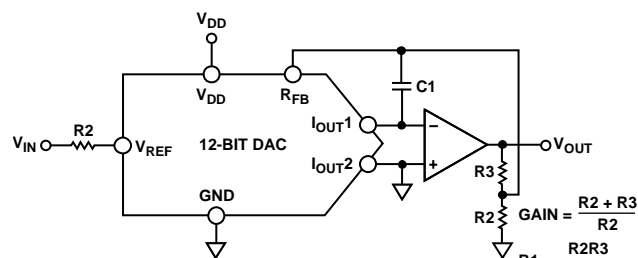 VDD
VDD
RFB
C1
R2
VIN
VREF
12-BIT DAC
IOUT1
IOUT2
GND
–
+
VOUT
R3
R2
GAIN = R2 + R3
R2
R2R3